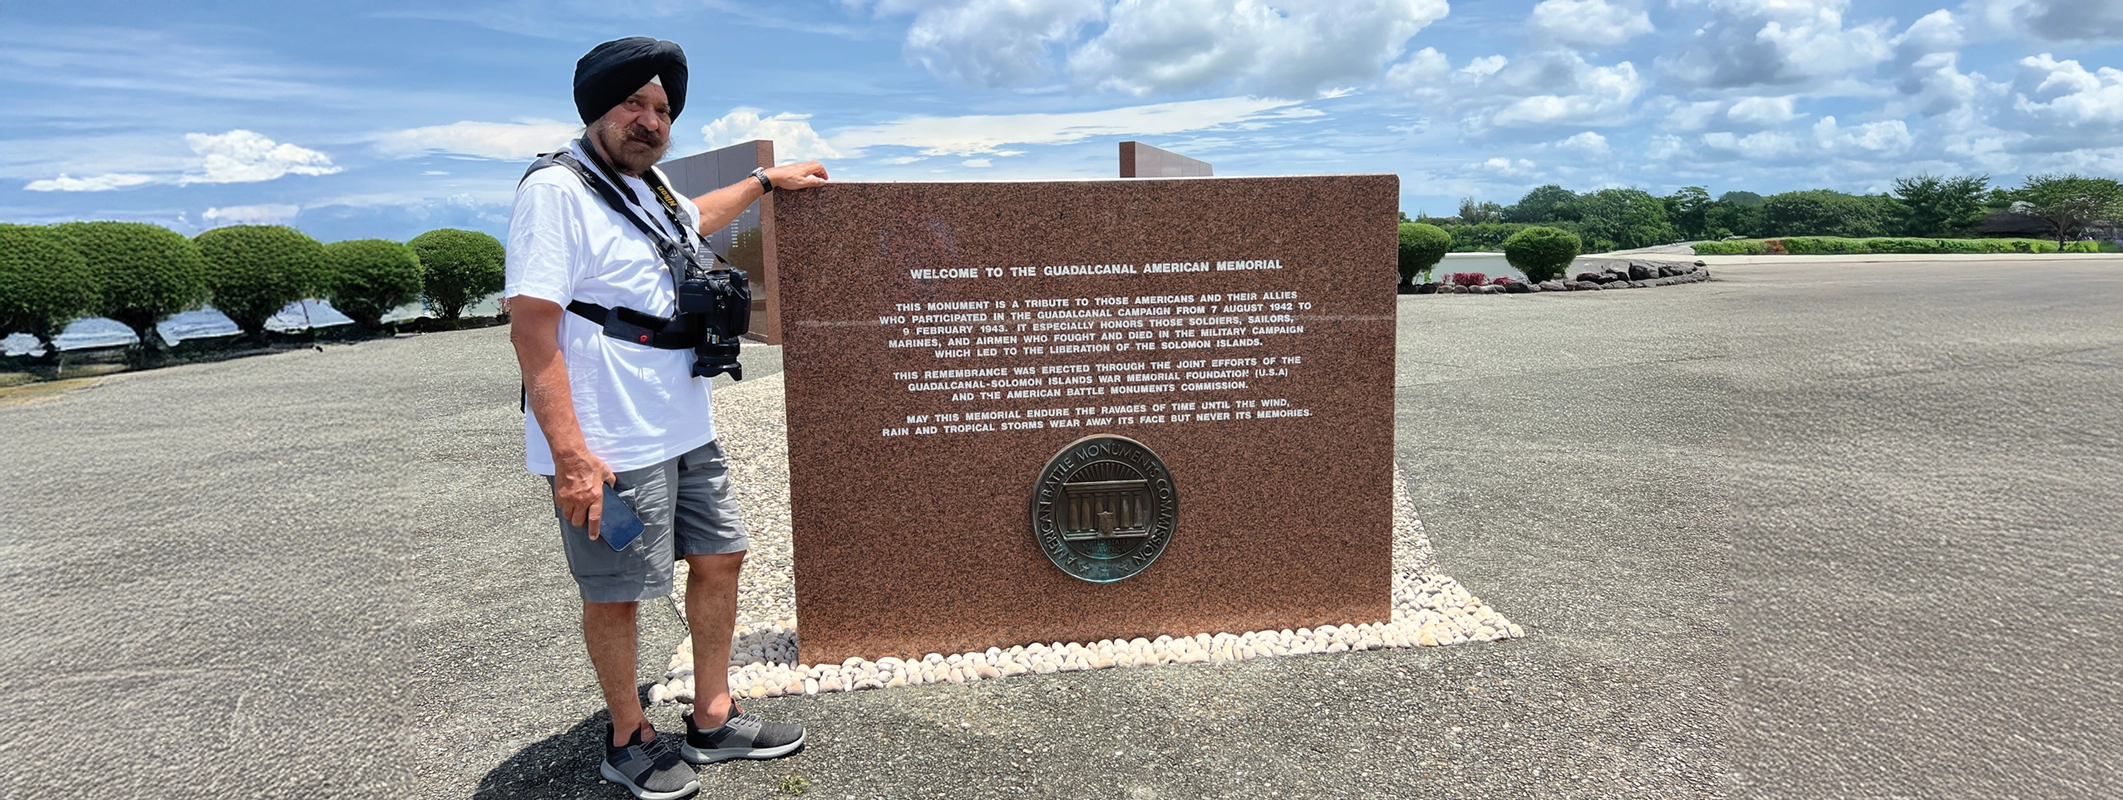 WELCOME TO THE GUADALCANAL AMERICAN MEMORIAL
THIS MONUMENT IS A TRIBUTE TO THOSE AMERICANS AND THEIR ALLIES
WHO PARTICIPATED IN THE GUADALCANAL CAMPAIGN FROM 7 AUGUST 1942 TO
9 FEBRUARY 1943. IT ESPECIALLY HONORS THOSE SOLDIERS, SAILORS,
MARINES, AND AIRMEN WHO FOUGHT AND DIED IN THE MILITARY CAMPAIGN
WHICH LED TO THE LIBERATION OF THE SOLOMON ISLANDS.
THIS REMEMBRANCE WAS ERECTED THROUGH THE JOINT EFFORTS OF THE
GUADALCANAL-SOLOMON ISLANDS WAR MEMORIAL FOUNDATION (U.S.A)
AND THE AMERICAN BATTLE MONUMENTS COMMISSION.
MAY THIS MEMORIAL ENDURE THE RAVAGES OF TIME UNTIL THE WIND,
RAIN AND TROPICAL STORMS WEAR AWAY ITS FACE BUT NEVER ITS MEMORIES.
AMERICAN BATTLE MONUMENTS COMMISSION
Nikon